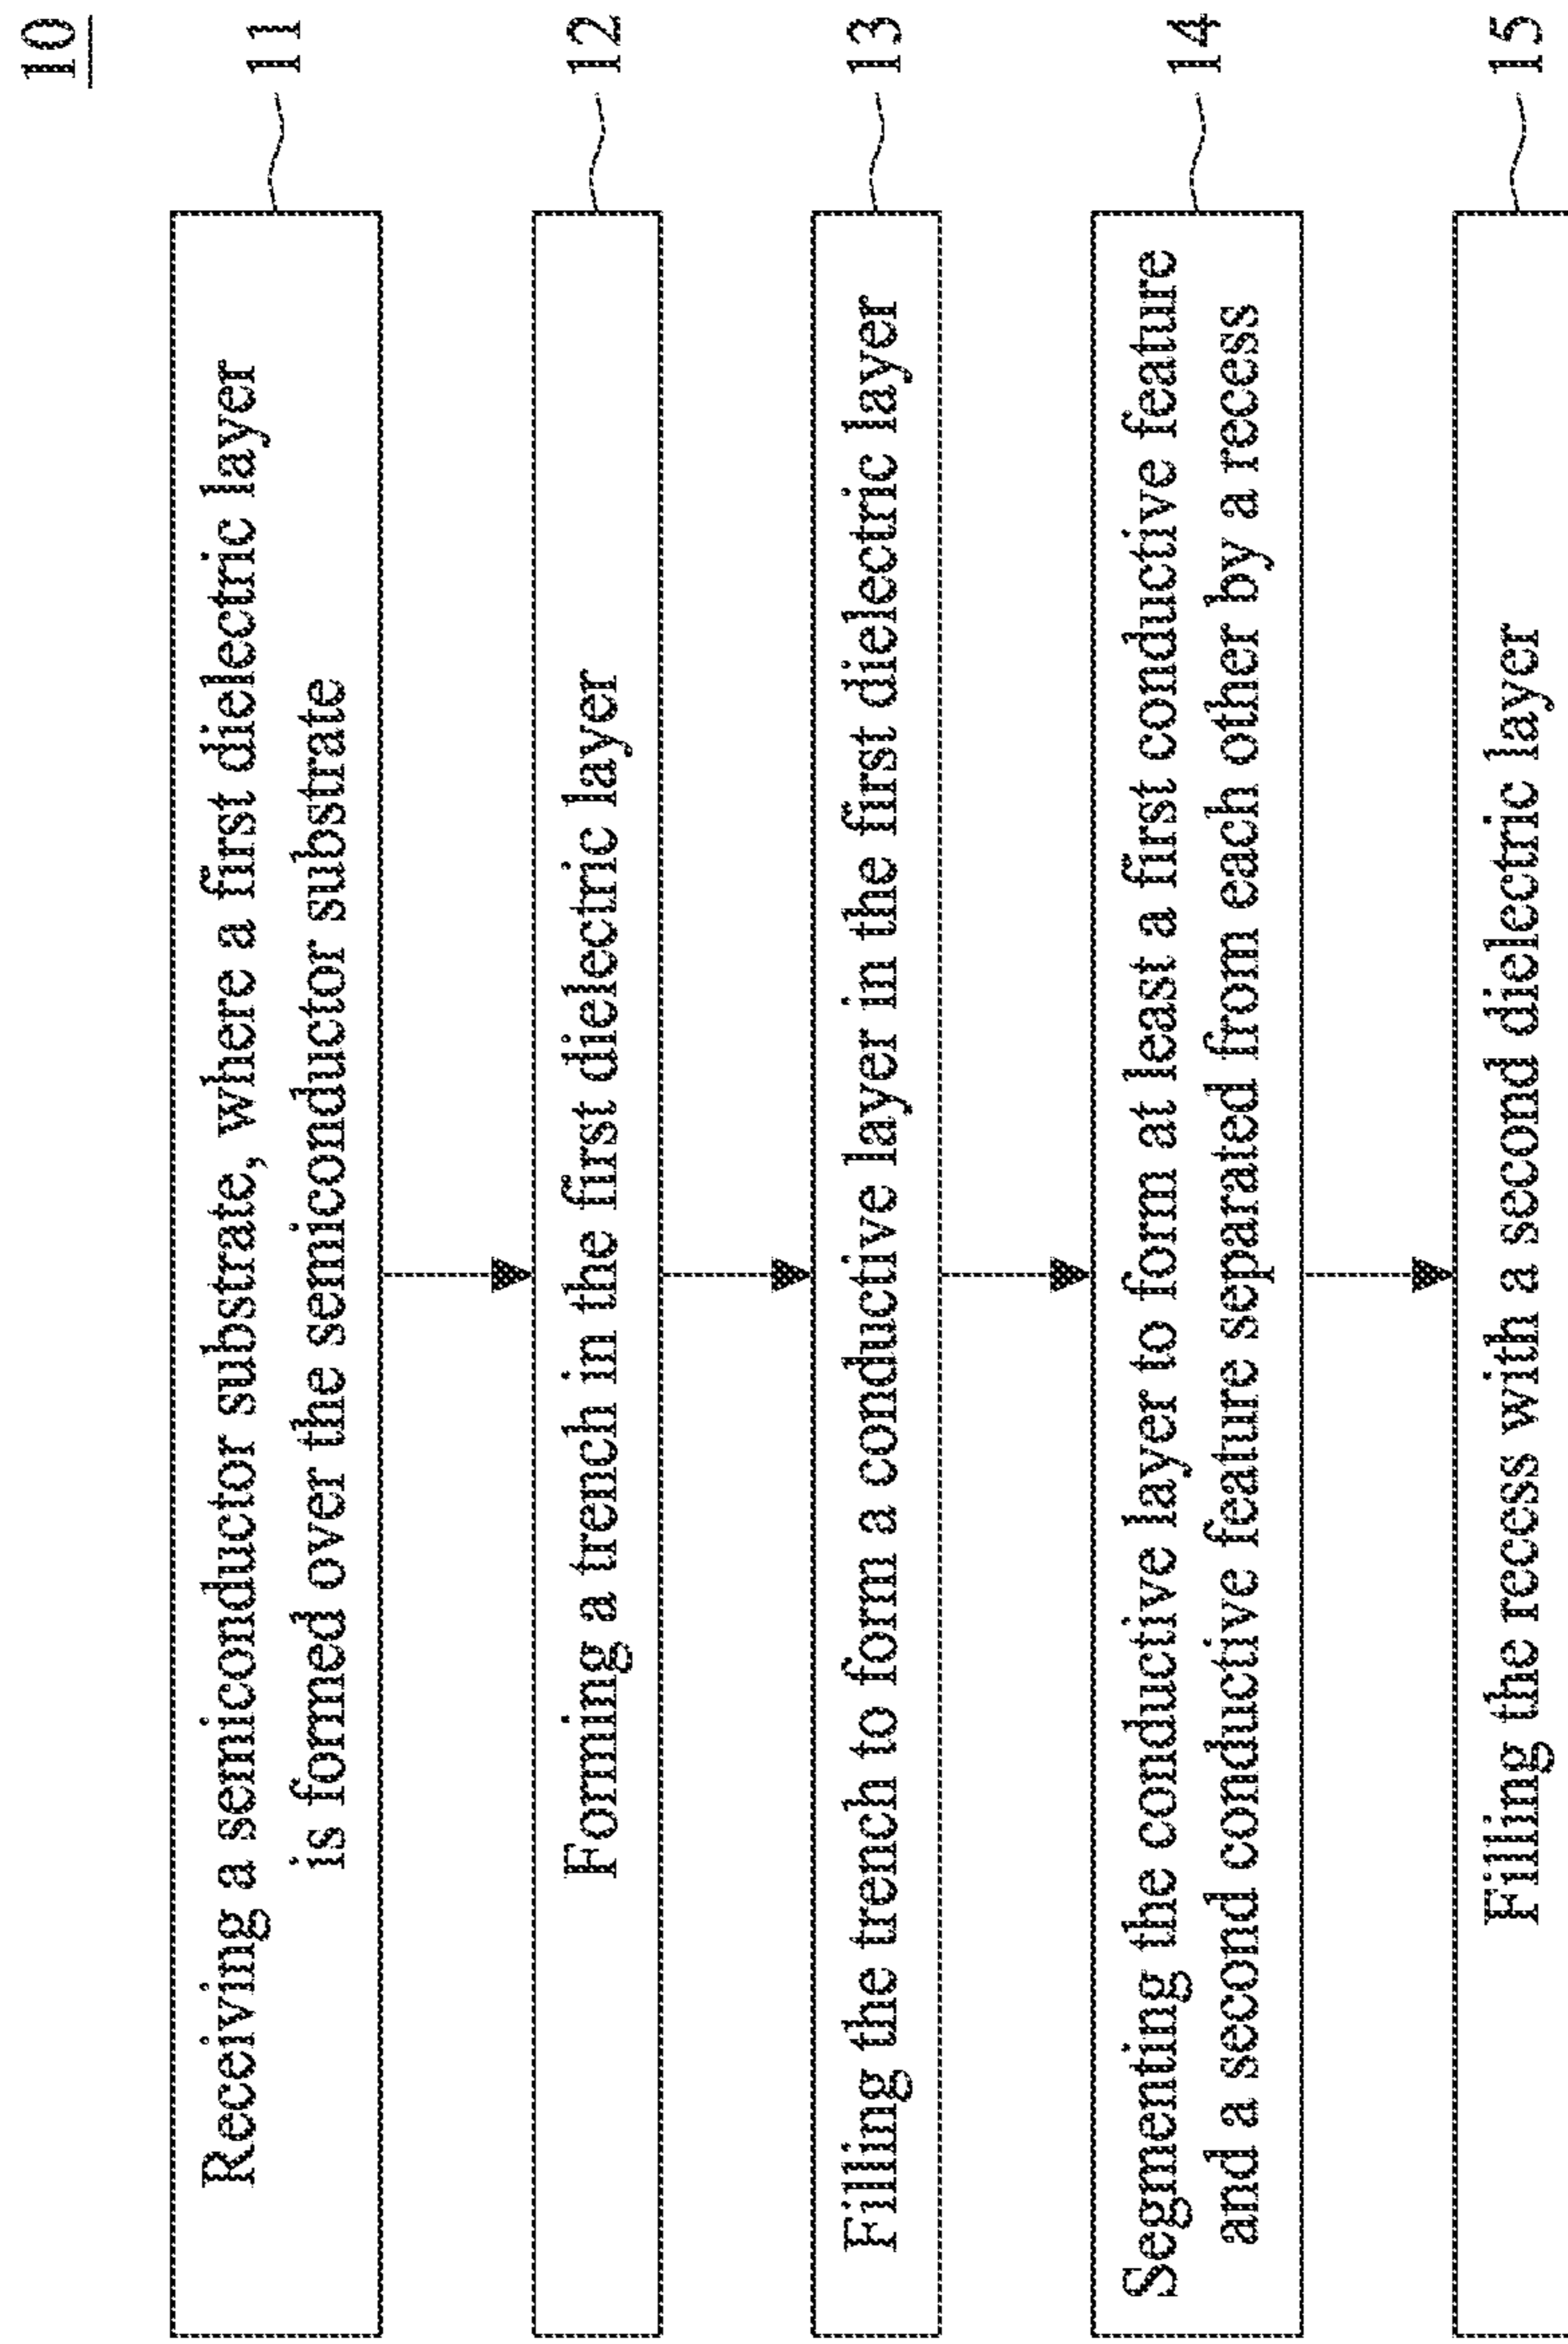 10
Receiving a semiconductor substrate, where a first dielectric layer
is formed over the semiconductor substrate
11
Forming a trench in the first dielectric layer
12
Filling the trench to form a conductive layer in the first dielectric layer
13
Segmenting the conductive layer to form at least a first conductive feature
and a second conductive feature separated from each other by a recess
14
Filling the recess with a second dielectric layer
15